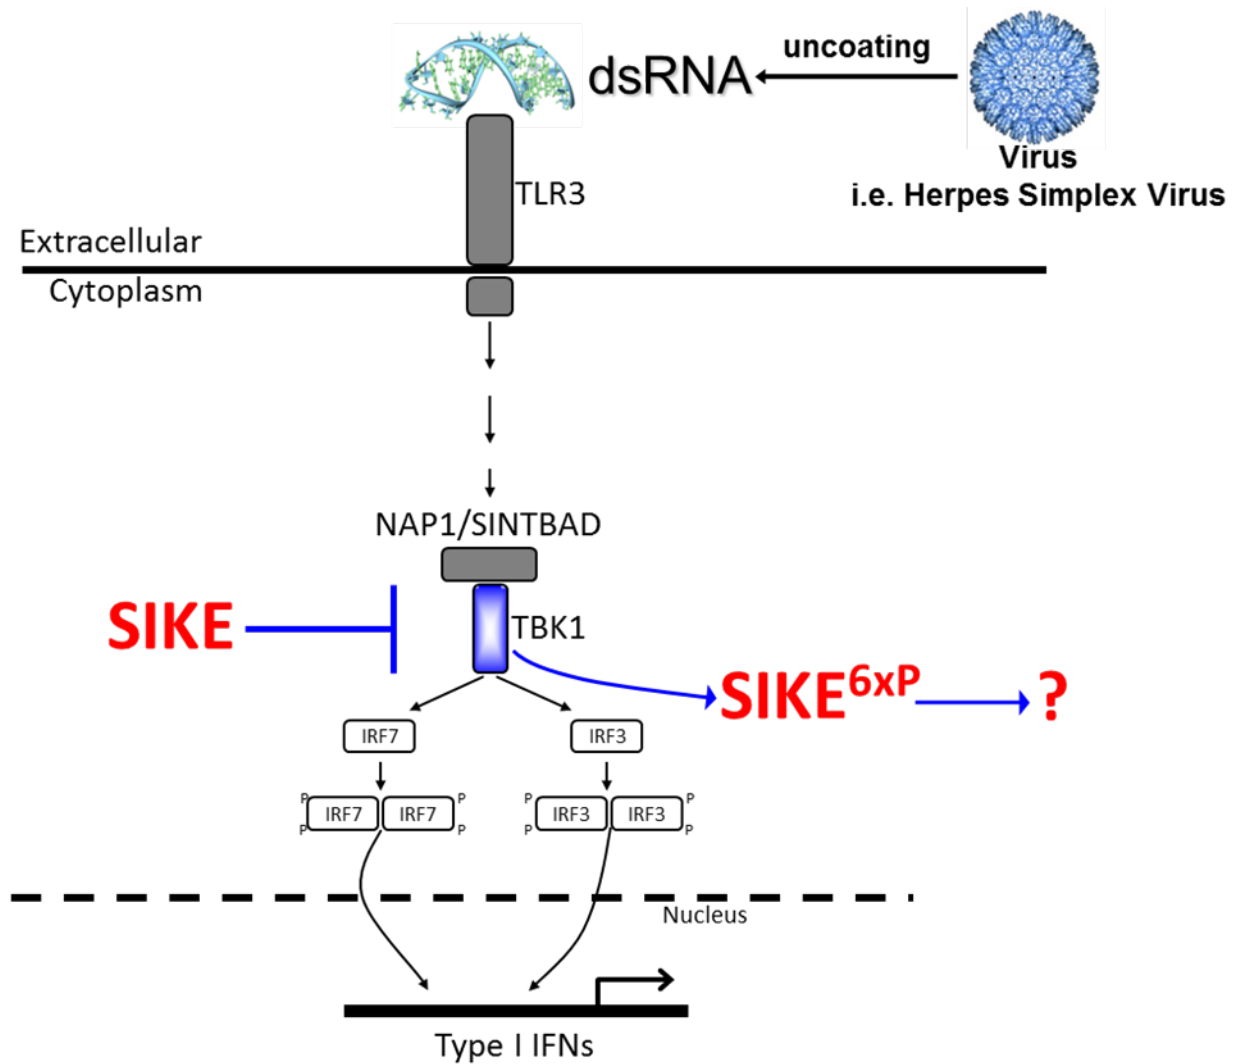 uncoating
dsRNA
Virus
i.e. Herpes Simplex Virus
TLR3
Extracellular
Cytoplasm
NAP1/SINTBAD
SIKE
TBK1
SIKE6xP
?
IRF7
IRF3
P
IRF7
IRF7
P
P
P
P
IRF3
IRF3
P
P
P
Nucleus
Type I IFNs